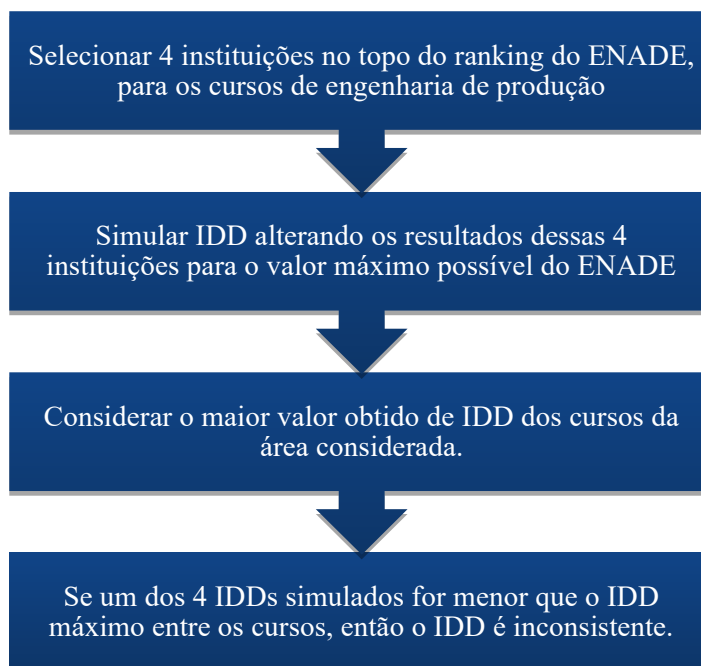 Selecionar 4 instituições no topo do ranking do ENADE,
para os cursos de engenharia de produção
Simular IDD alterando os resultados dessas 4
instituições para o valor máximo possível do ENADE
Considerar o maior valor obtido de IDD dos cursos da
área considerada.
Se um dos 4 IDDs simulados for menor que o IDD
máximo entre os cursos, então o IDD é inconsistente.